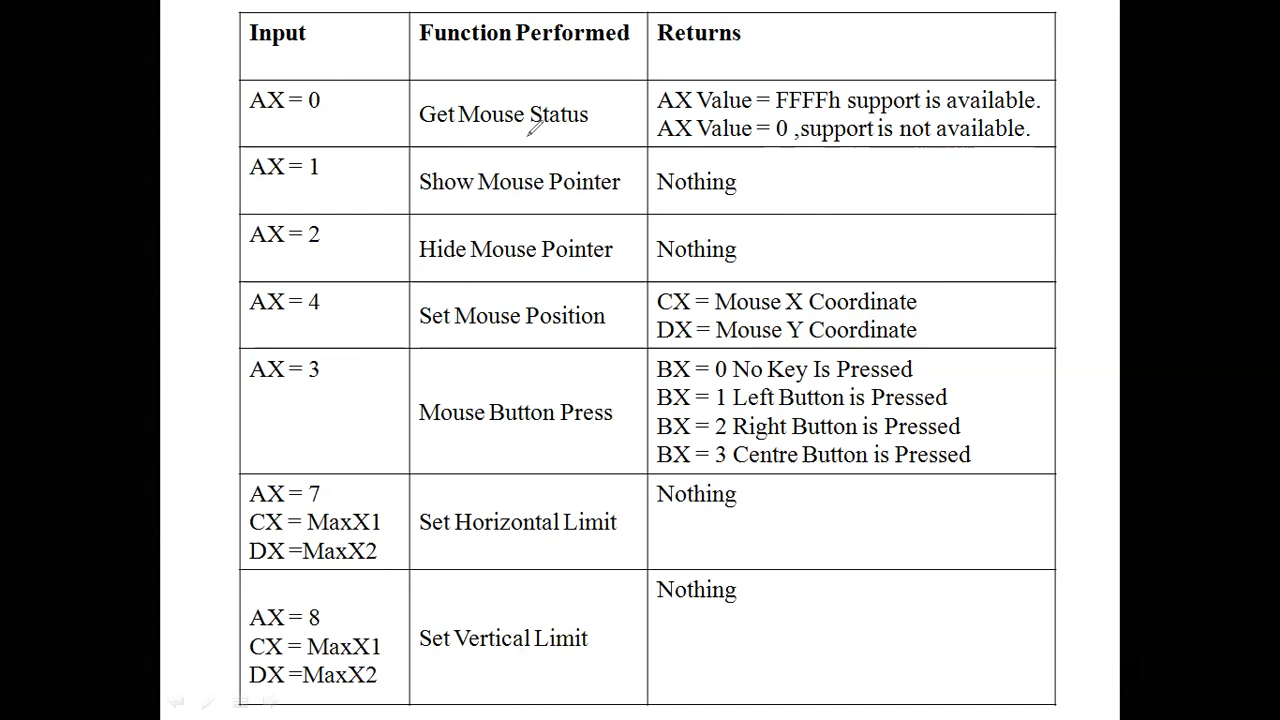 Input Function Performed Returns
AX = 0
Get Mouse Status
AX Value = FFFFh support is available.
AX Value = 0 ,support is not available.
AX = 1
Show Mouse Pointer
Nothing
AX = 2
Hide Mouse Pointer
Nothing
AX = 4
Set Mouse Position
CX = Mouse X Coordinate
DX = Mouse Y Coordinate
AX = 3
Mouse Button Press
BX = 0 No Key Is Pressed
BX = 1 Left Button is Pressed
BX = 2 Right Button is Pressed
BX = 3 Centre Button is Pressed
AX = 7
CX = MaxX1
DX =MaxX2
Set Horizontal Limit
Nothing
AX = 8
CX = MaxX1
DX =MaxX2
Set Vertical Limit
Nothing